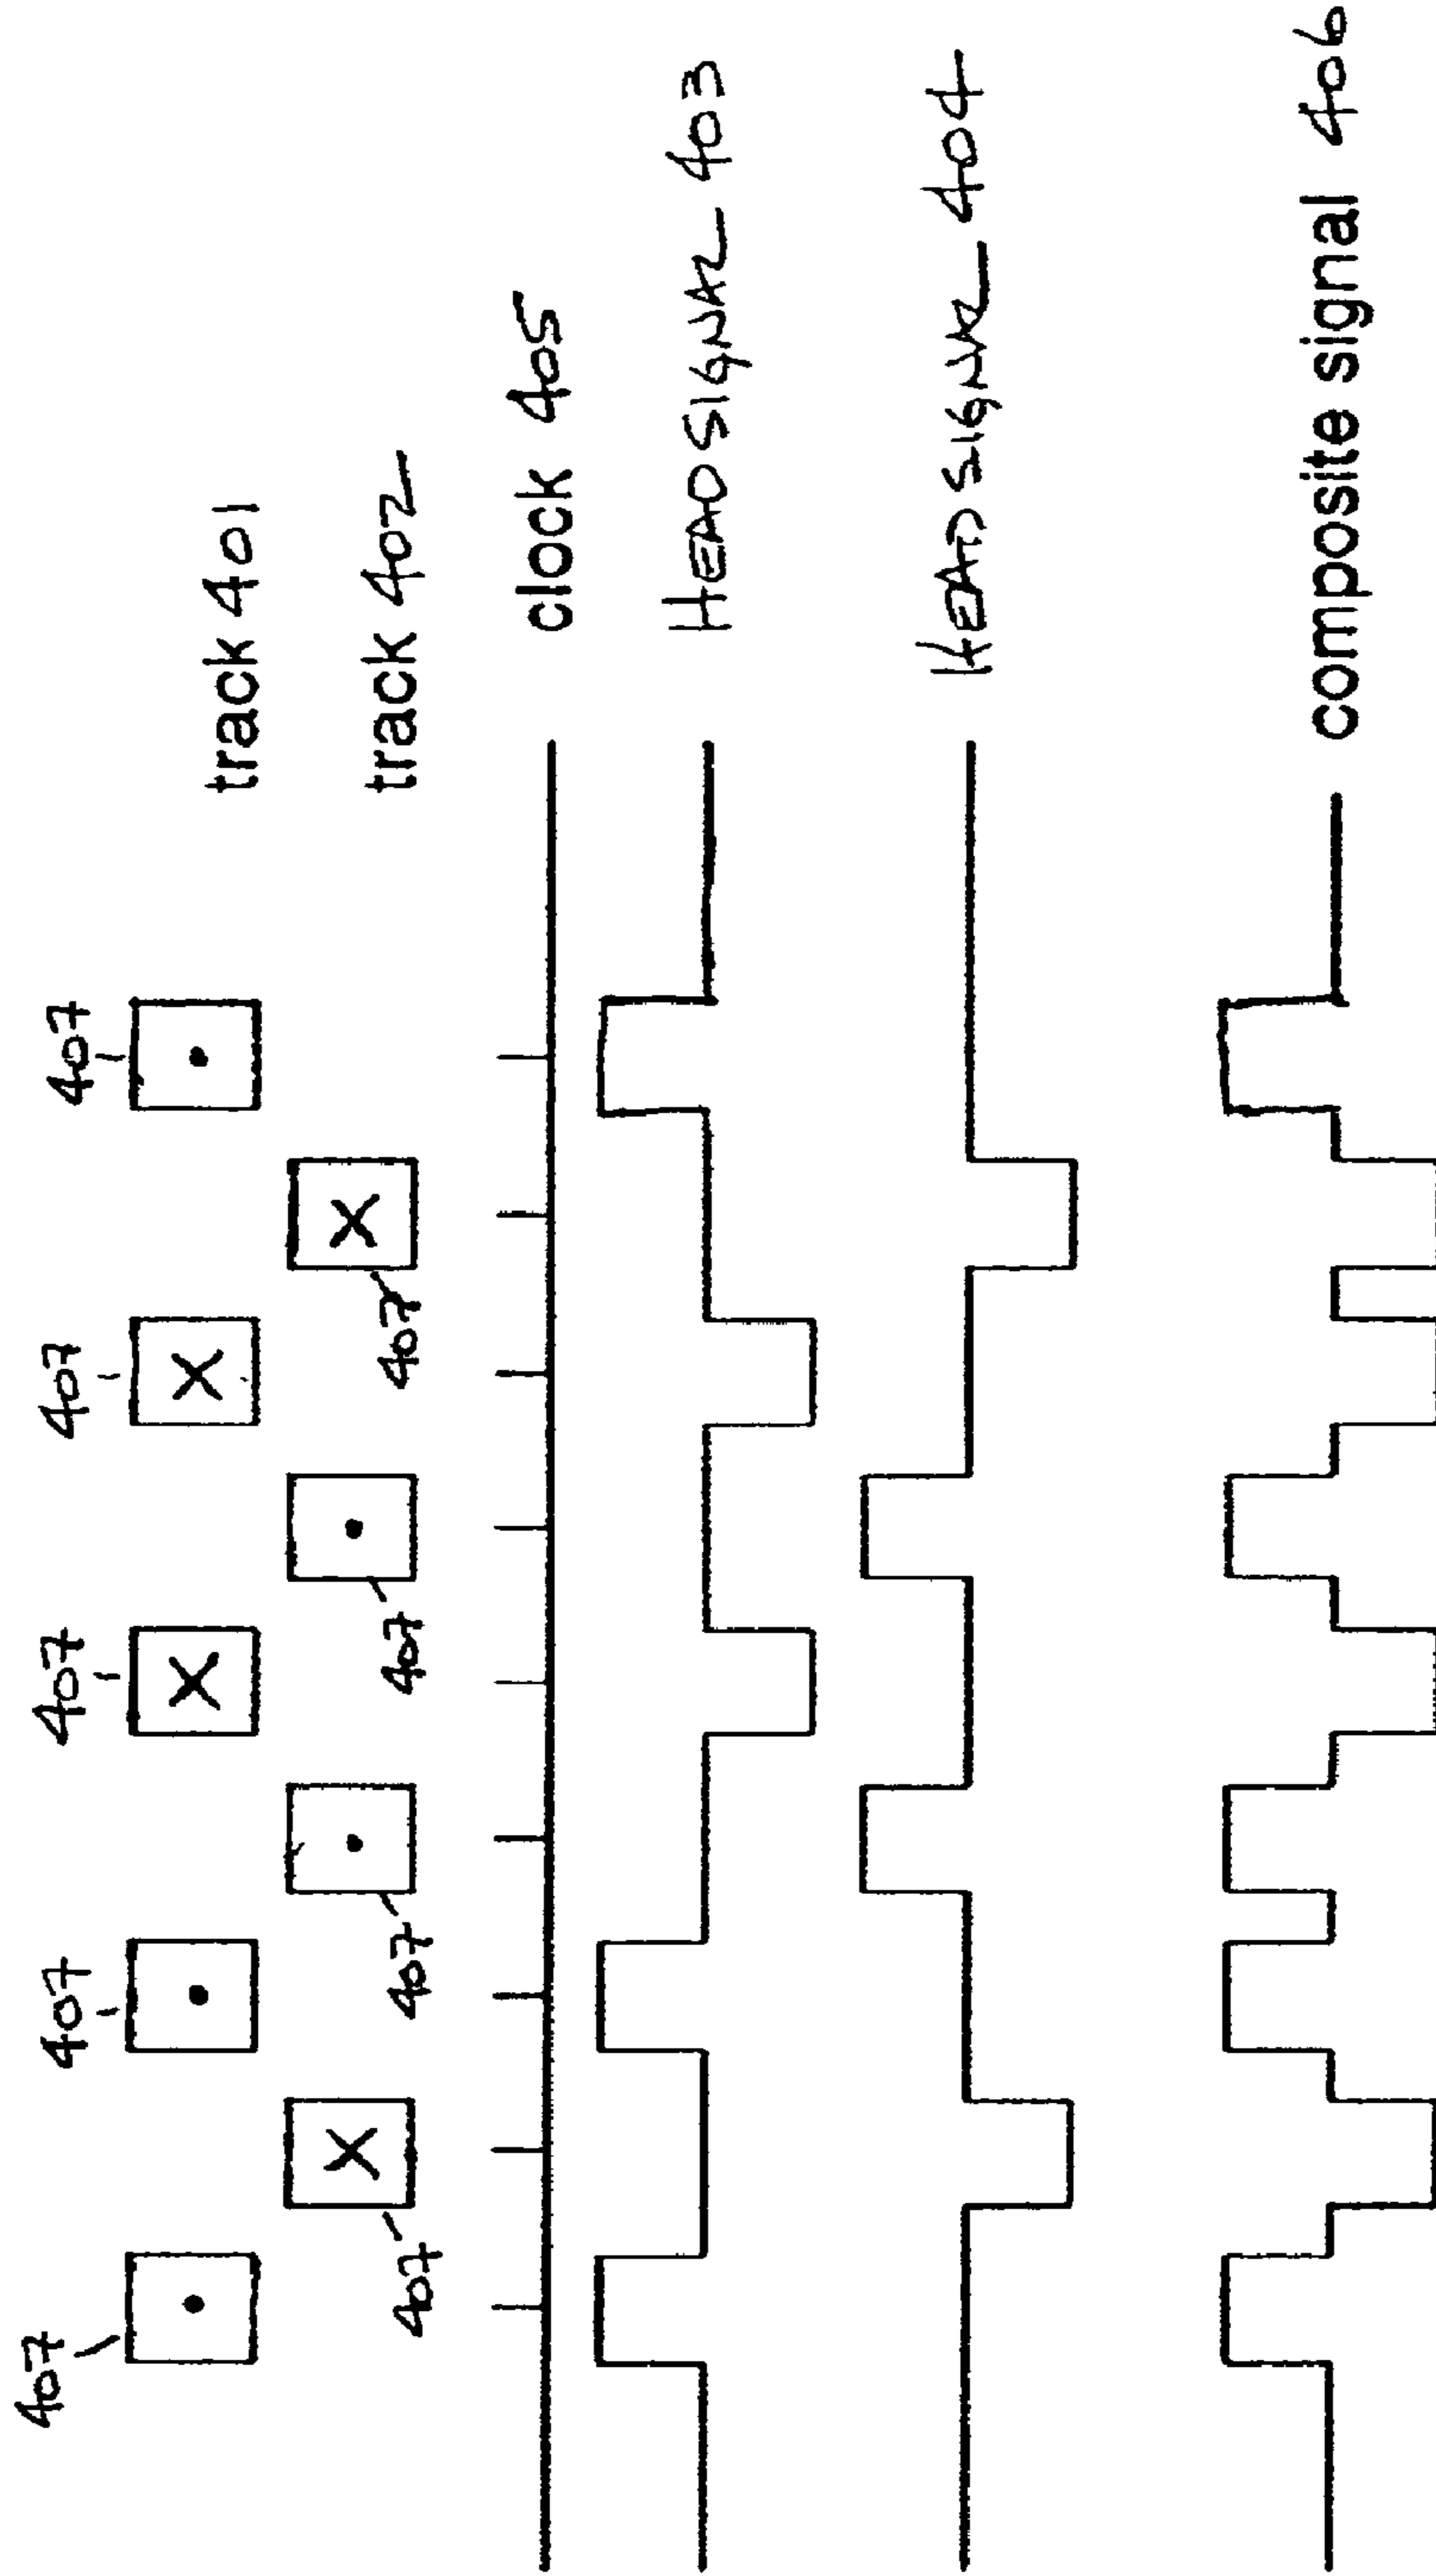 407 407 407 407 407
track 401
track 402
407 407 407 407
clock 405
HEAD SIGNAL 403
HEAD SIGNAL 404
composite signal 406